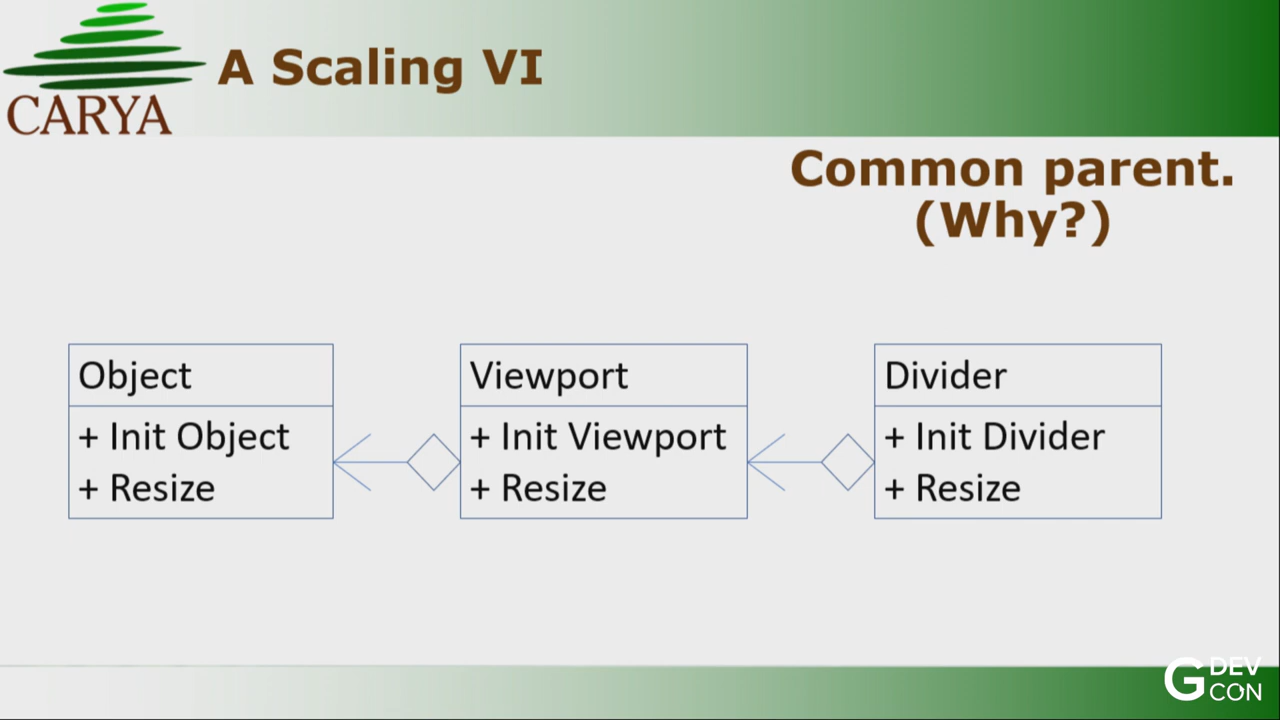 CARYA
A Scaling VI
Common parent.
(Why?)
Object
+ Init Object
+ Resize
Viewport
+ Init Viewport
+ Resize
Divider
+ Init Divider
+ Resize
G DEV
CON